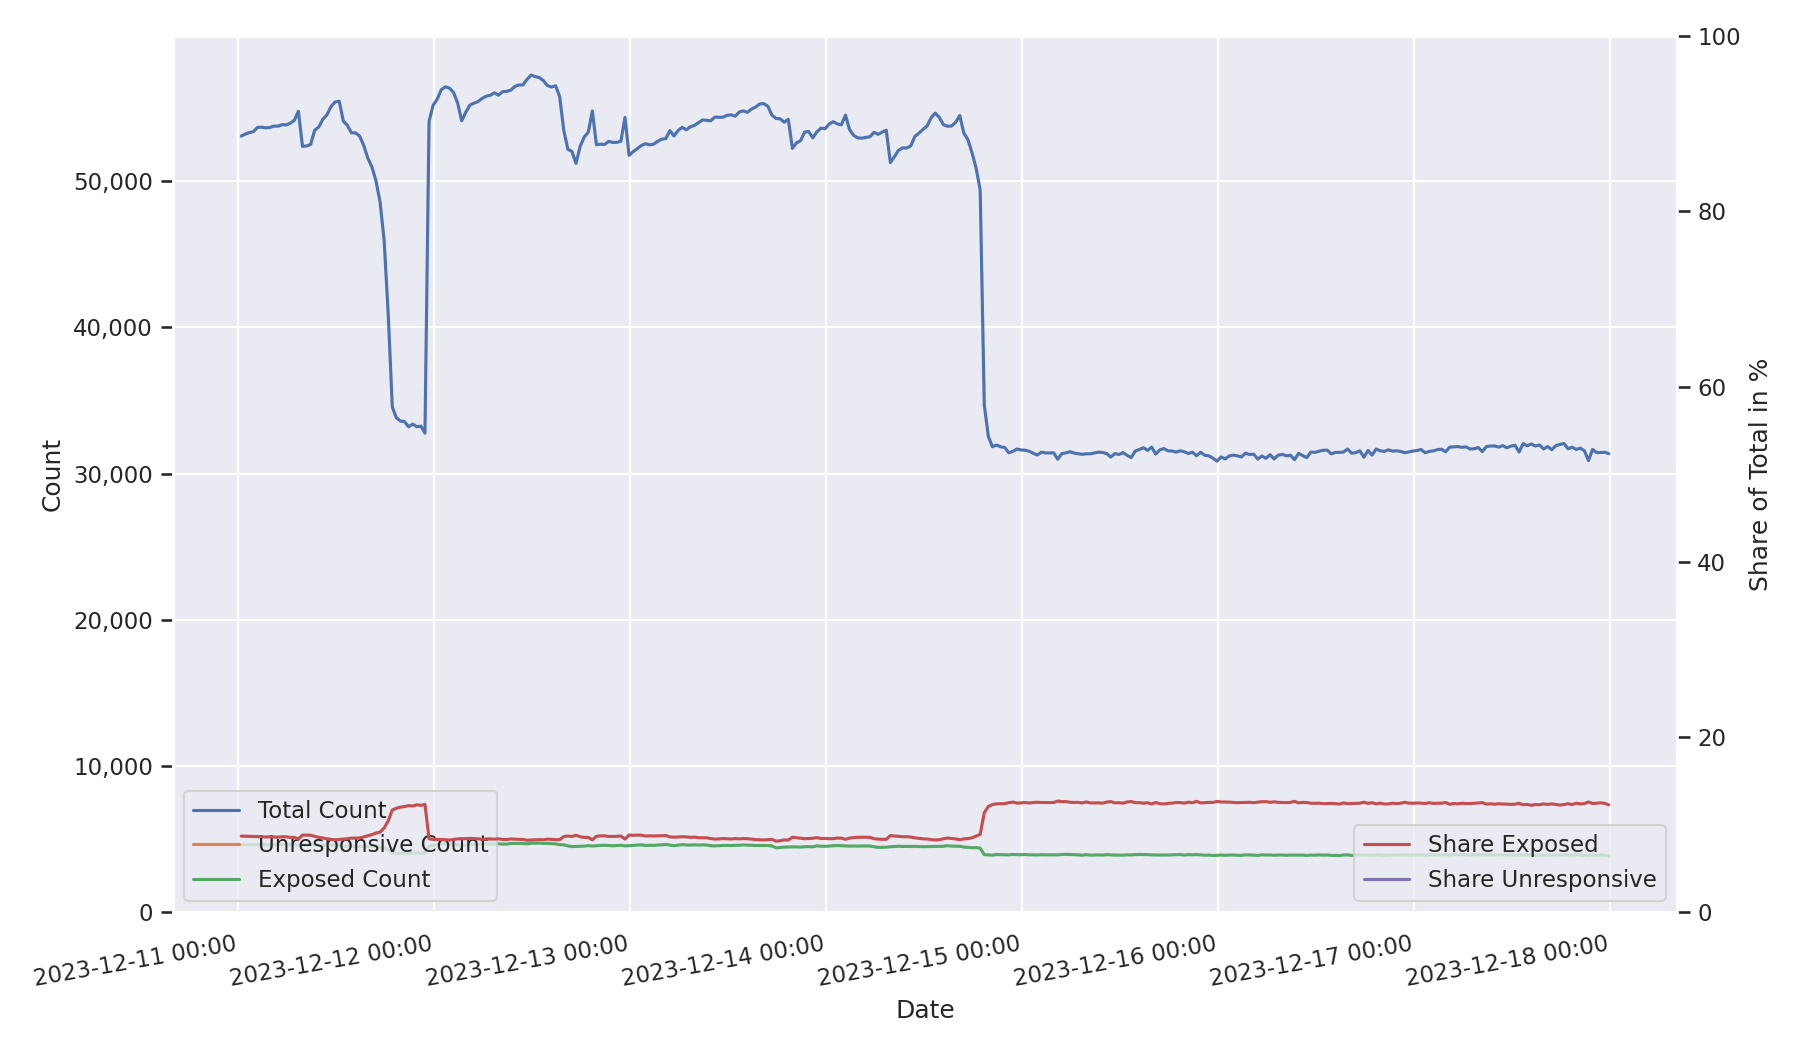 100
80
60
40
20
0
Share of Total in %
50,000
40,000
30,000
20,000
10,000
0
Count
Total Count
Unresponsive Count
Exposed Count
Share Exposed
Share Unresponsive
2023-12-11 00:00
2023-12-12 00:00
2023-12-13 00:00
2023-12-14 00:00
2023-12-15 00:00
2023-12-16 00:00
2023-12-17 00:00
2023-12-18 00:00
Date